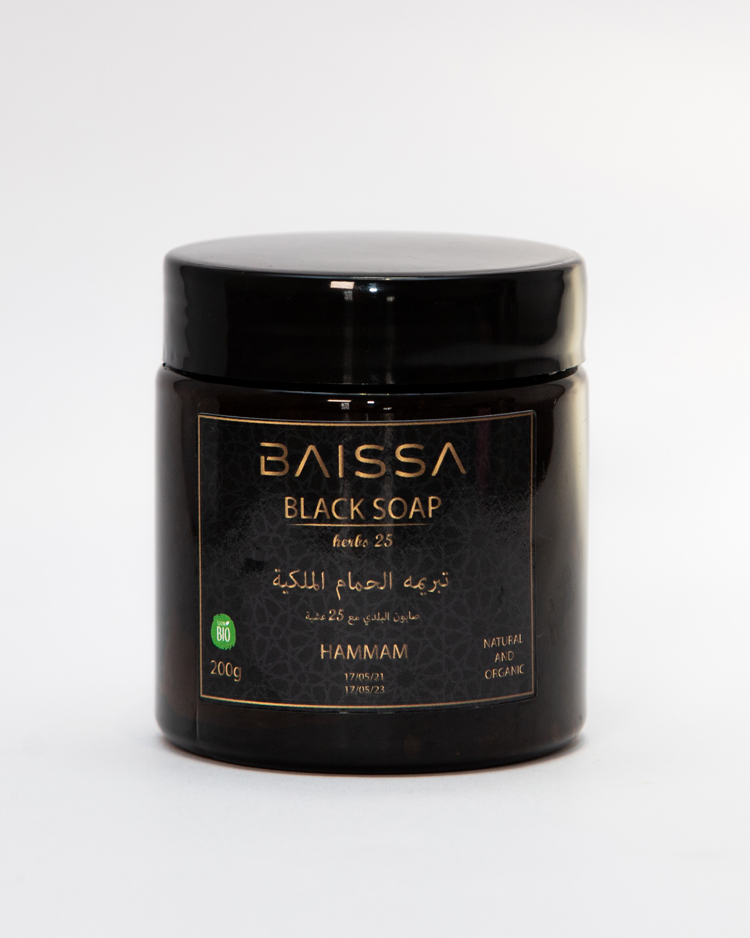 BAISSA
BLACK SOAP
herbs 25
تبريمه الحمام الملكية
صابون البلدي مع 25 عشبة
HAMMAM
17/05/21
17/05/23
BIO
200g
NATURAL
AND
ORGANIC